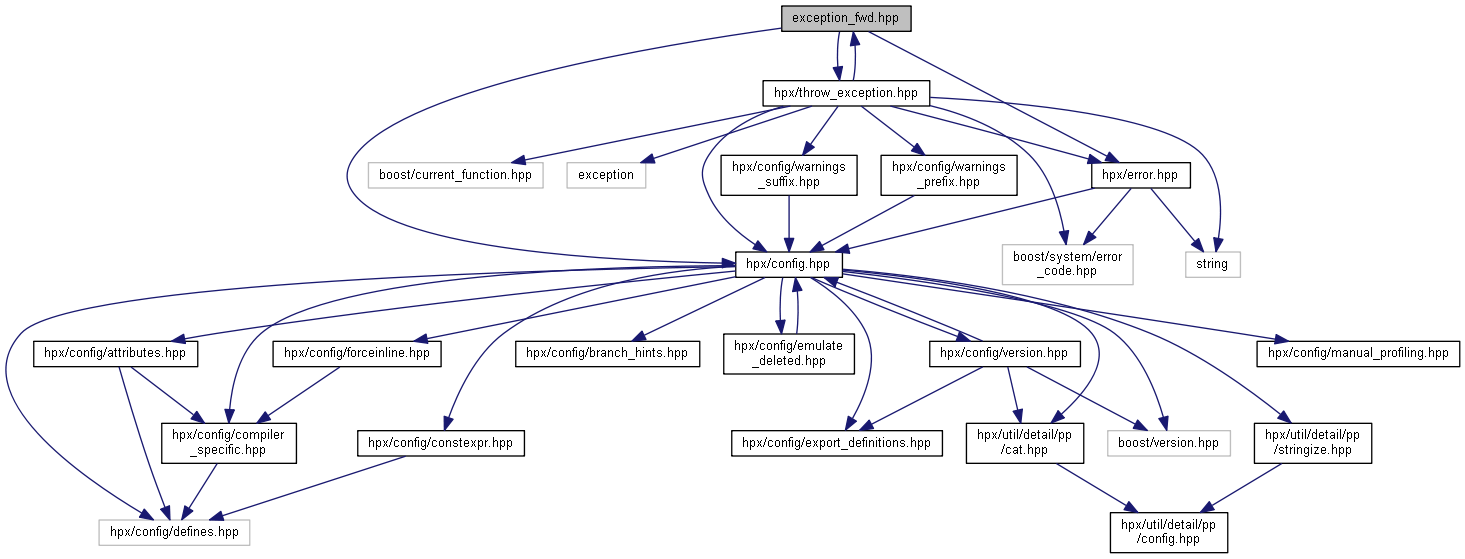 exception_fwd.hpp
hpx/throw_exception.hpp
boost/current_function.hpp
exception
hpx/config/warnings
_suffix.hpp
hpx/config/warnings
_prefix.hpp
hpx/error.hpp
hpx/config.hpp
boost/system/error
_code.hpp
string
hpx/config/attributes.hpp
hpx/config/forceinline.hpp
hpx/config/branch_hints.hpp
hpx/config/emulate
_deleted.hpp
hpx/config/version.hpp
hpx/config/manual_profiling.hpp
hpx/config/compiler
_specific.hpp
hpx/config/constexpr.hpp
hpx/config/export_definitions.hpp
hpx/util/detail/pp
/cat.hpp
boost/version.hpp
hpx/util/detail/pp
/stringize.hpp
hpx/config/defines.hpp
hpx/util/detail/pp
/config.hpp